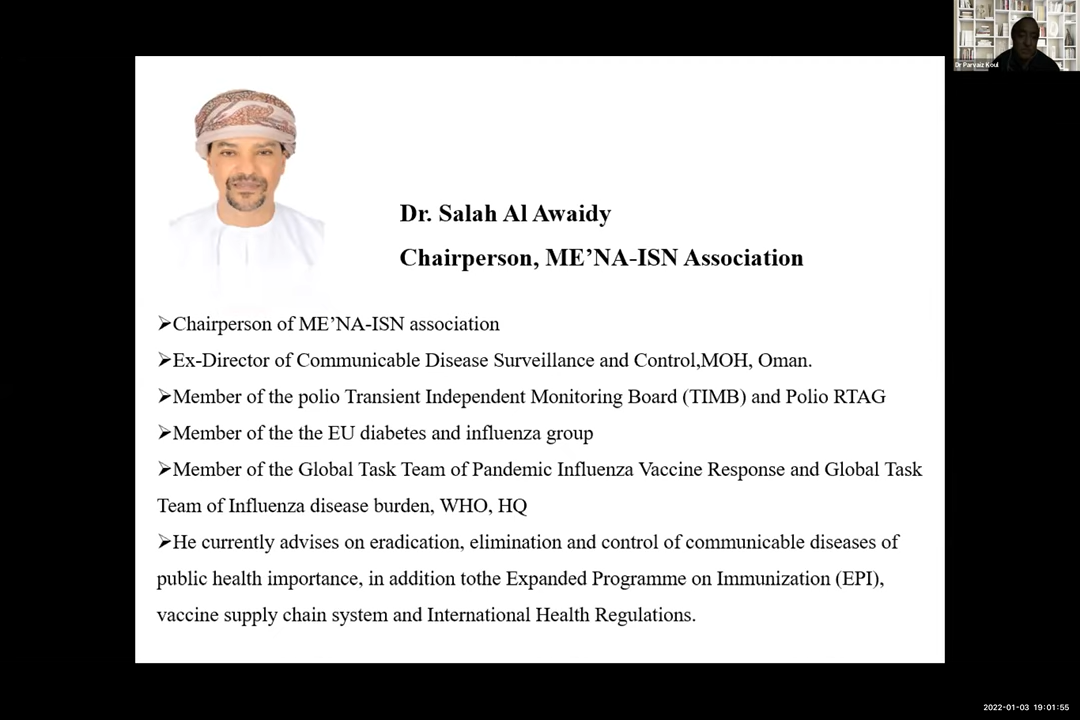 Dr Parvaiz Koul
Dr. Salah Al Awaidy
Chairperson, ME’NA-ISN Association
➢Chairperson of ME’NA-ISN association
➢Ex-Director of Communicable Disease Surveillance and Control,MOH, Oman.
➢Member of the polio Transient Independent Monitoring Board (TIMB) and Polio RTAG
➢Member of the the EU diabetes and influenza group
➢Member of the Global Task Team of Pandemic Influenza Vaccine Response and Global Task
Team of Influenza disease burden, WHO, HQ
➢He currently advises on eradication, elimination and control of communicable diseases of
public health importance, in addition tothe Expanded Programme on Immunization (EPI),
vaccine supply chain system and International Health Regulations.
2022-01-03 19:01:55